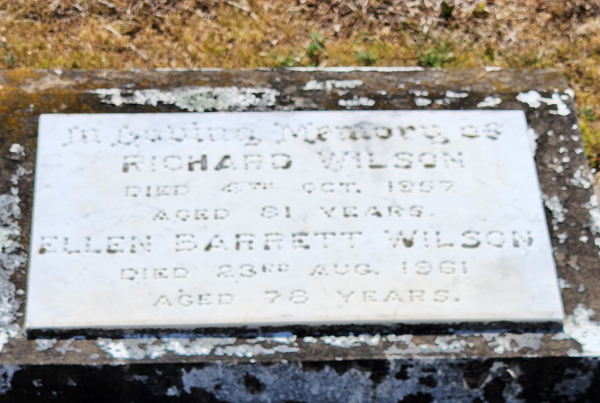 In Loving Memory of
RICHARD WILSON
DIED 4TH OCT. 1957
AGED 81 YEARS.
ELLEN BARRETT WILSON
DIED 23RD AUG. 1961
AGED 78 YEARS.